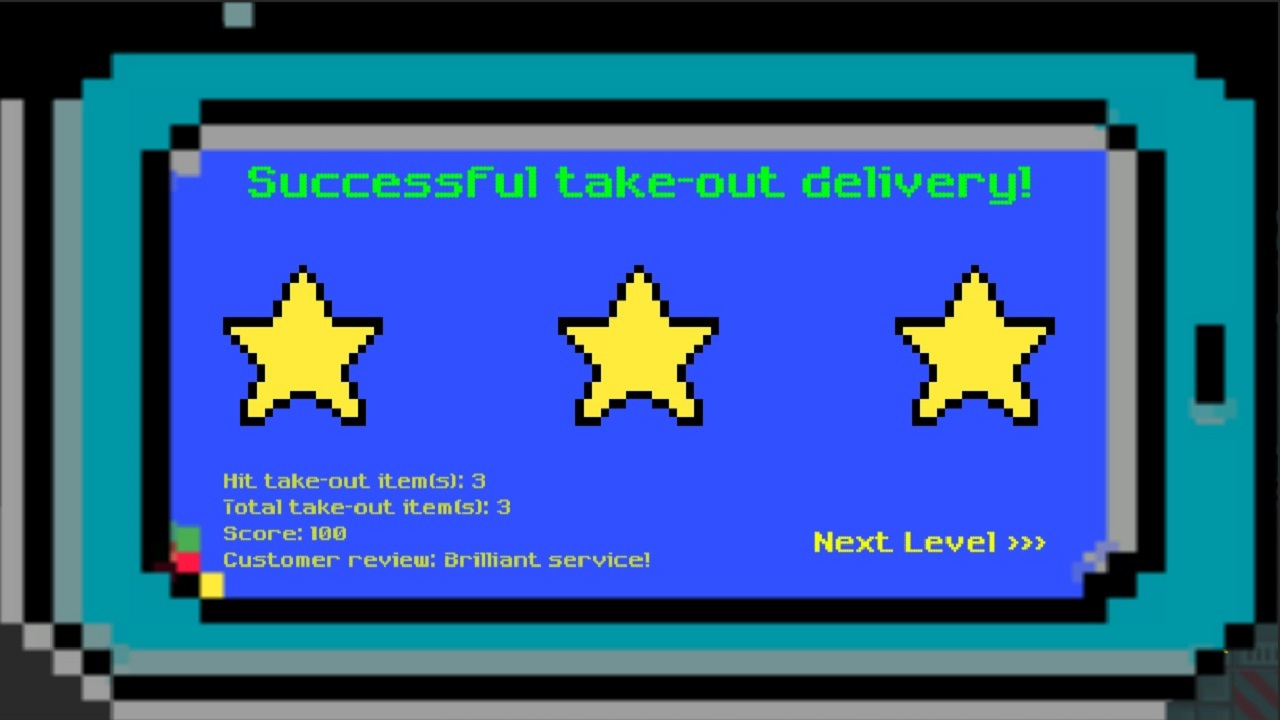 Successful take-out delivery!
Hit take-out item(s): 3
Total take-out item(s): 3
Score: 100
Customer review: Brilliant service!
Next Level >>>